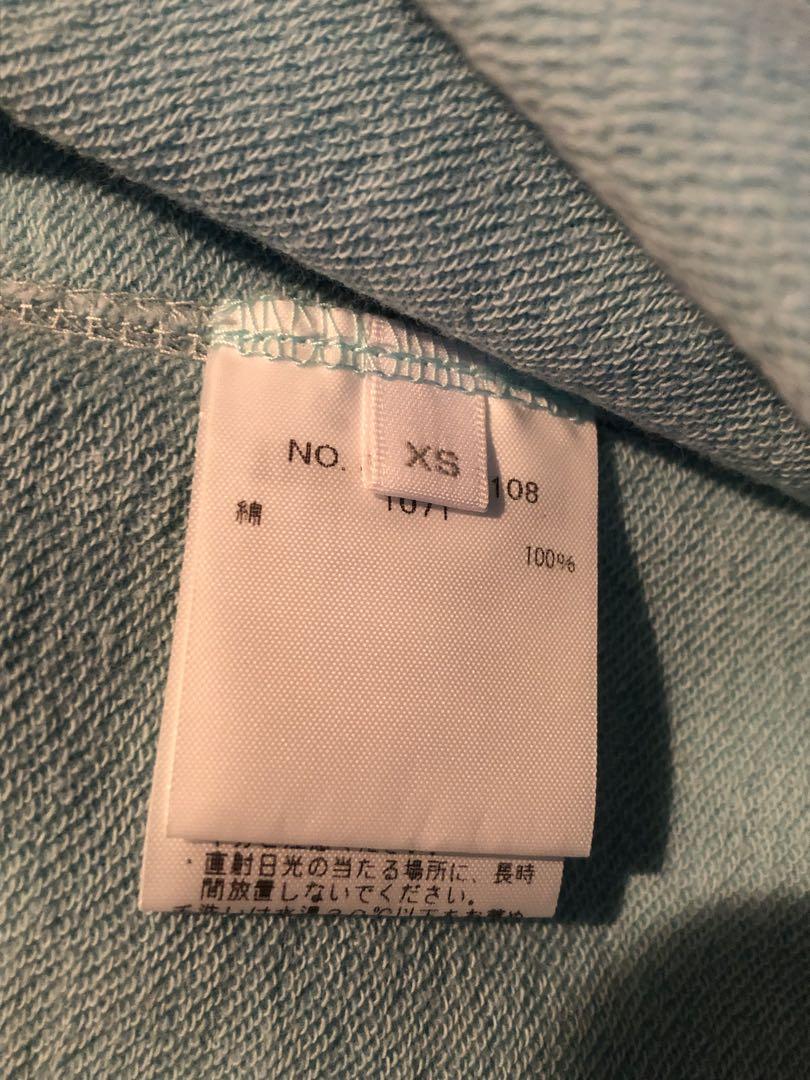 XS
NO. 108
1071
綿
100%
・直射日光の当たる場所に、長時
間放置しないでください。